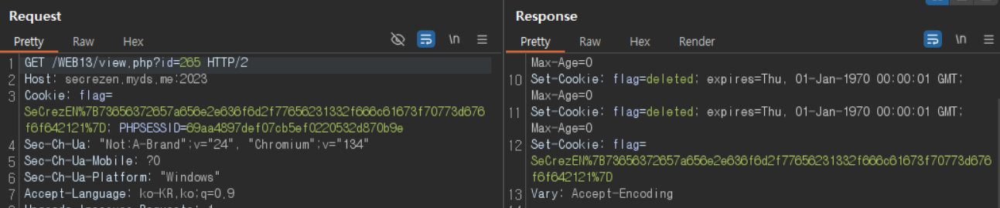 Request
Pretty Raw Hex \n
1 GET /WEB13/view.php?id=265 HTTP/2
2 Host: secrezen.myds.me:2023
3 Cookie: flag=
SeCrezEN%7B73656372657a656e2e636f6d2f77656231332f666c61673f70773d676
f6f642121%7D; PHPSESSID=69aa4897def07cb5ef0220532d870b9e
4 Sec-Ch-Ua: "Not:A-Brand";v="24", "Chromium";v="134"
5 Sec-Ch-Ua-Mobile: ?0
6 Sec-Ch-Ua-Platform: "Windows"
7 Accept-Language: ko-KR,ko;q=0.9
Response
Pretty Raw Hex Render \n
Max-Age=0
10 Set-Cookie: flag=deleted; expires=Thu, 01-Jan-1970 00:00:01 GMT;
Max-Age=0
11 Set-Cookie: flag=deleted; expires=Thu, 01-Jan-1970 00:00:01 GMT;
Max-Age=0
12 Set-Cookie: flag=
SeCrezEN%7B73656372657a656e2e636f6d2f77656231332f666c61673f70773d676
f6f642121%7D
13 Vary: Accept-Encoding